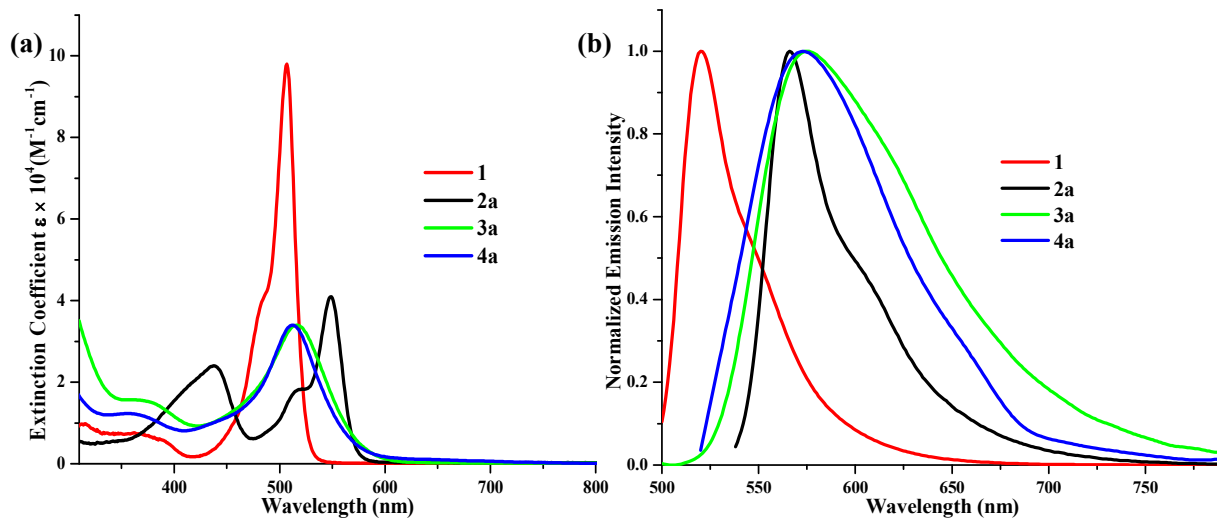 (a)
Extinction Coefficient ε × 10⁴(M⁻¹cm⁻¹)
10
8
6
4
2
0
1
2a
3a
4a
400
500
600
700
800
Wavelength (nm)
(b)
Normalized Emission Intensity
1.0
0.8
0.6
0.4
0.2
0.0
1
2a
3a
4a
500
550
600
650
700
750
Wavelength (nm)